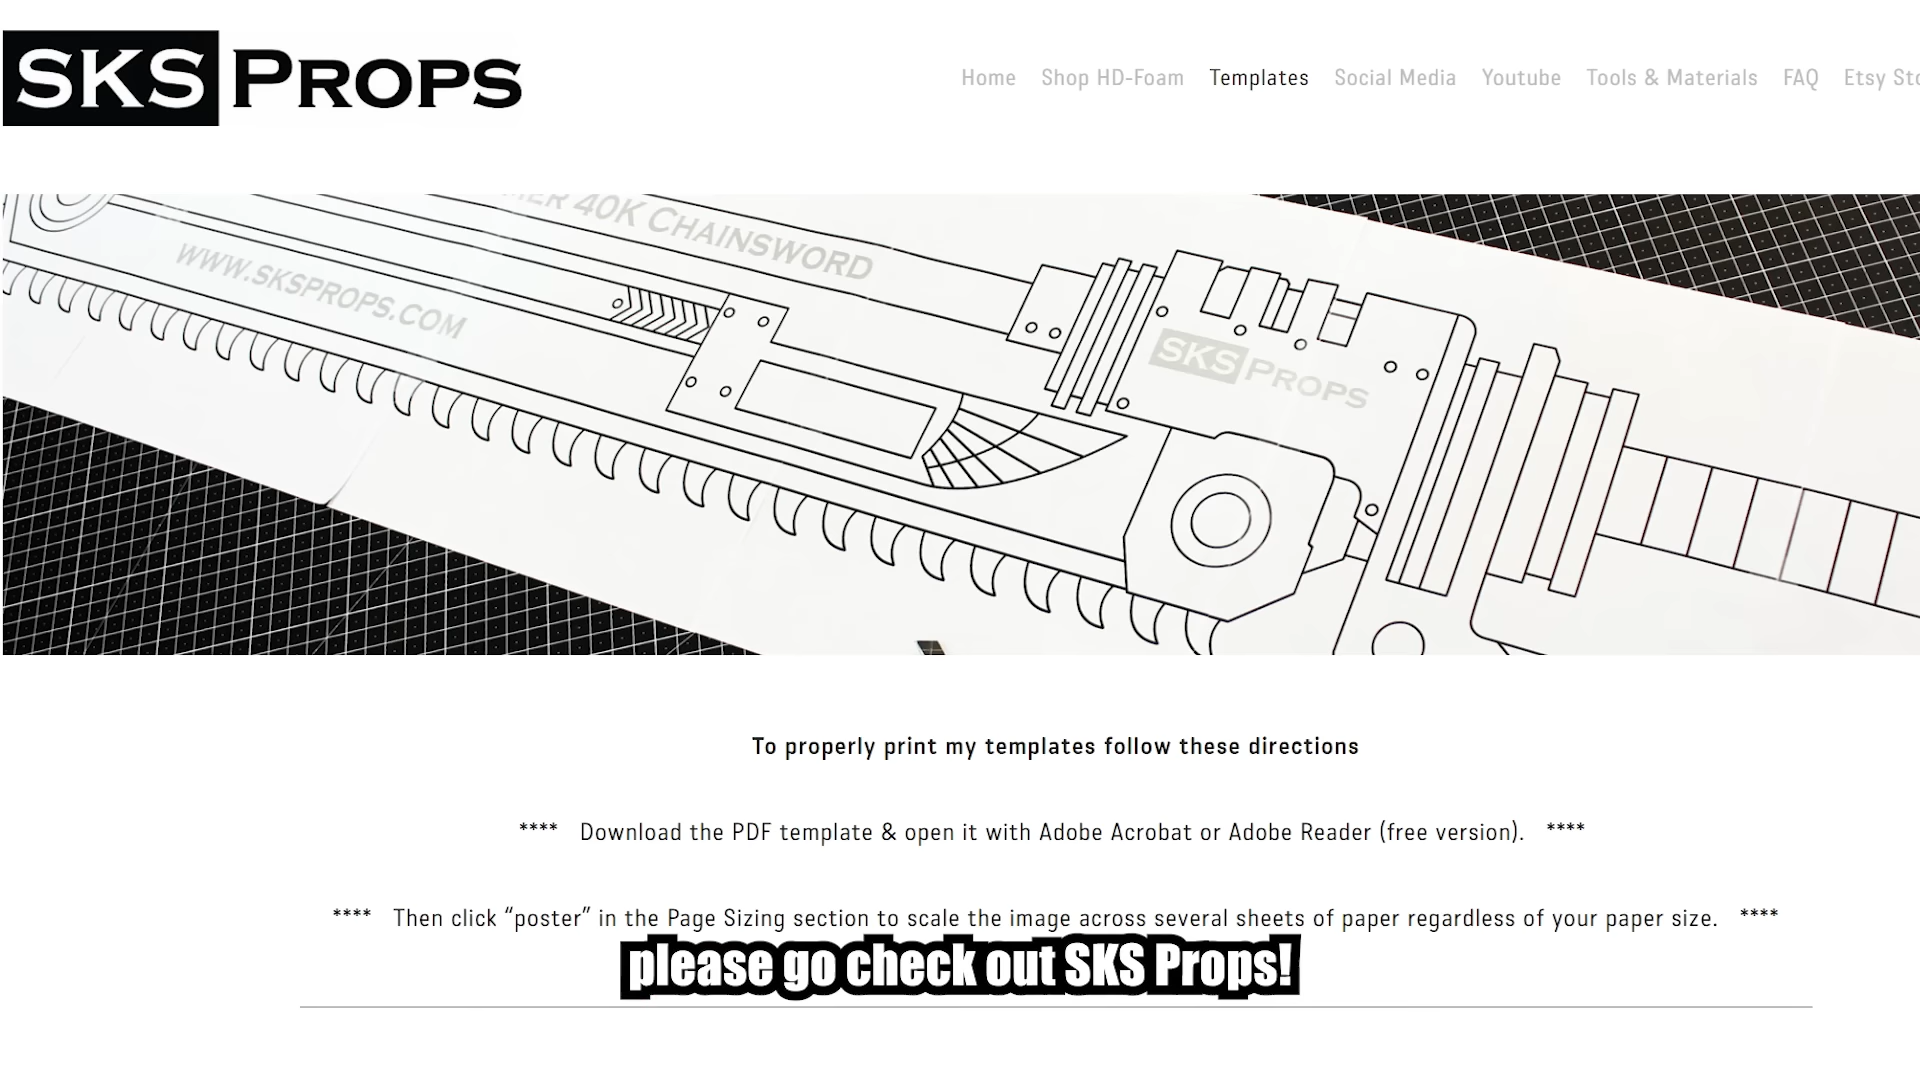 SKS PROPS
Home Shop HD-Foam Templates Social Media Youtube Tools & Materials FAQ Etsy
40K CHAINSWORD
WWW.SKSPROPS.COM
SKS PROPS
To properly print my templates follow these directions
**** Download the PDF template & open it with Adobe Acrobat or Adobe Reader (free version). ****
**** Then click “poster” in the Page Sizing section to scale the image across several sheets of paper regardless of your paper size. ****
please go check out SKS Props!